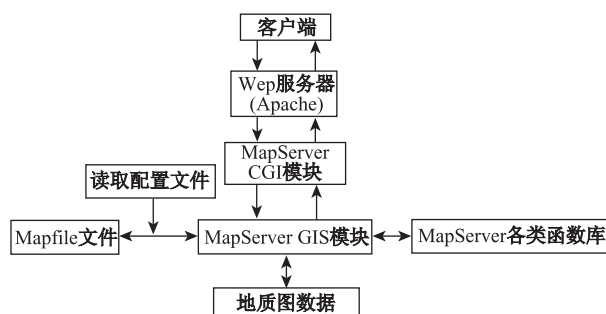 客户端
Wep服务器
(Apache)
MapServer
CGI模块
读取配置文件
Mapfile文件
MapServer GIS模块
MapServer各类函数库
地质图数据